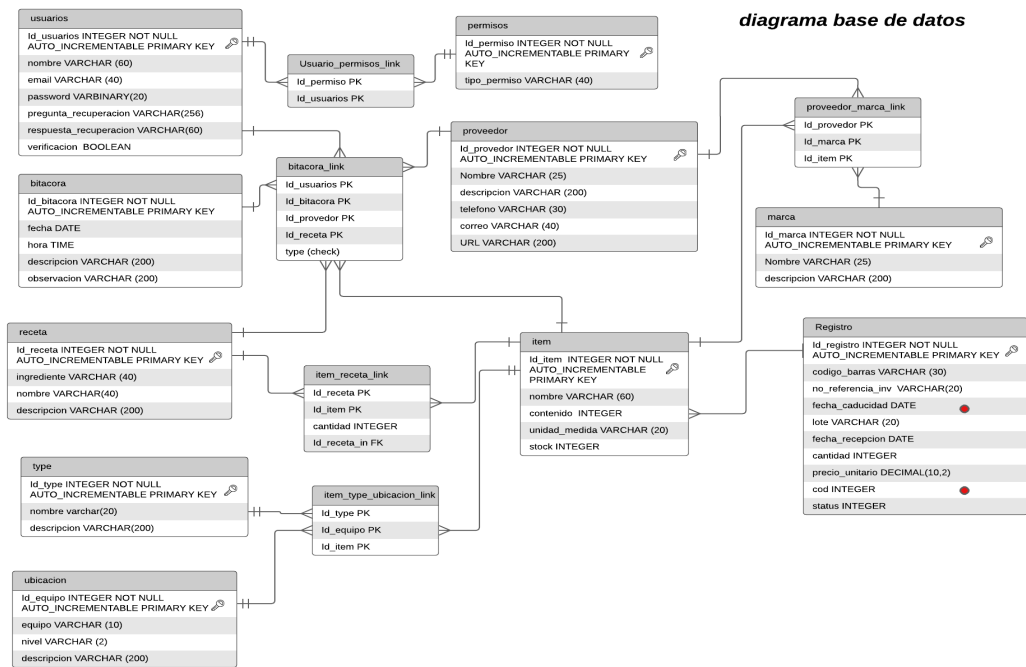 diagrama base de datos
usuarios
Id_usuarios INTEGER NOT NULL
AUTO_INCREMENTABLE PRIMARY KEY
nombre VARCHAR (60)
email VARCHAR (40)
password VARBINARY(20)
pregunta_recuperacion VARCHAR(256)
respuesta_recuperacion VARCHAR(60)
verificacion BOOLEAN
Usuario_permisos_link
Id_permiso PK
Id_usuarios PK
permisos
Id_permiso INTEGER NOT NULL
AUTO_INCREMENTABLE PRIMARY
KEY
tipo_permiso VARCHAR (40)
proveedor_marca_link
Id_provedor PK
Id_marca PK
Id_item PK
bitacora
Id_bitacora INTEGER NOT NULL
AUTO_INCREMENTABLE PRIMARY KEY
fecha DATE
hora TIME
descripcion VARCHAR (200)
observacion VARCHAR (200)
bitacora_link
Id_usuarios PK
Id_bitacora PK
Id_provedor PK
Id_receta PK
type (check)
proveedor
Id_provedor INTEGER NOT NULL
AUTO_INCREMENTABLE PRIMARY KEY
Nombre VARCHAR (25)
descripcion VARCHAR (200)
telefono VARCHAR (30)
correo VARCHAR (40)
URL VARCHAR (200)
marca
Id_marca INTEGER NOT NULL
AUTO_INCREMENTABLE PRIMARY KEY
Nombre VARCHAR (25)
descripcion VARCHAR (200)
receta
Id_receta INTEGER NOT NULL
AUTO_INCREMENTABLE PRIMARY KEY
ingrediente VARCHAR (40)
nombre VARCHAR(40)
descripcion VARCHAR (200)
item_receta_link
Id_receta PK
Id_item PK
cantidad INTEGER
Id_receta_in FK
item
Id_item INTEGER NOT NULL
AUTO_INCREMENTABLE
PRIMARY KEY
nombre VARCHAR (60)
contenido INTEGER
unidad_medida VARCHAR (20)
stock INTEGER
Registro
Id_registro INTEGER NOT NULL
AUTO_INCREMENTABLE PRIMARY KEY
codigo_barras VARCHAR (30)
no_referencia_inv VARCHAR(20)
fecha_caducidad DATE
lote VARCHAR (20)
fecha_recepcion DATE
cantidad INTEGER
precio_unitario DECIMAL(10,2)
cod INTEGER
status INTEGER
type
Id_type INTEGER NOT NULL
AUTO_INCREMENTABLE PRIMARY KEY
nombre varchar(20)
descripcion VARCHAR(200)
item_type_ubicacion_link
Id_type PK
Id_equipo PK
Id_item PK
ubicacion
Id_equipo INTEGER NOT NULL
AUTO_INCREMENTABLE PRIMARY KEY
equipo VARCHAR (10)
nivel VARCHAR (2)
descripcion VARCHAR (200)